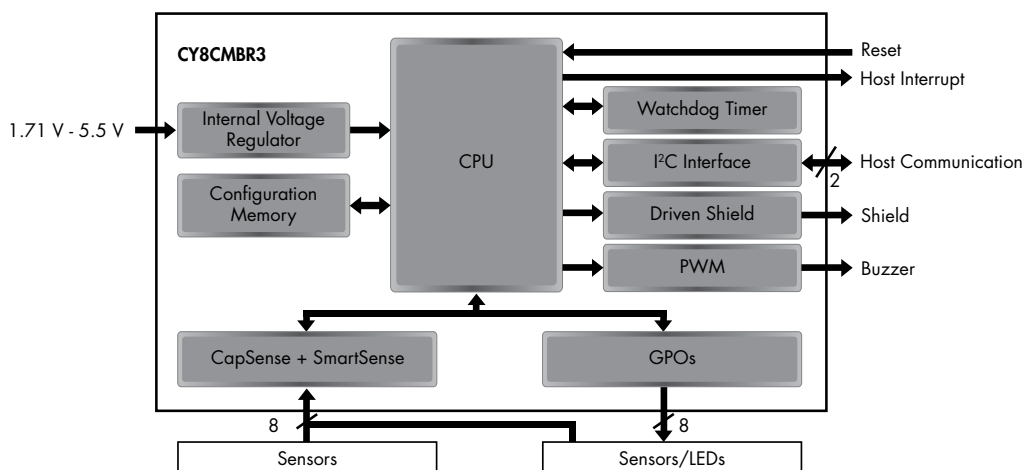 CY8CMBR3
Reset
Host Interrupt
1.71 V - 5.5 V
Internal Voltage
Regulator
CPU
Watchdog Timer
I²C Interface
Host Communication
2
Configuration
Memory
Driven Shield
Shield
PWM
Buzzer
CapSense + SmartSense
GPOs
8
8
Sensors
Sensors/LEDs